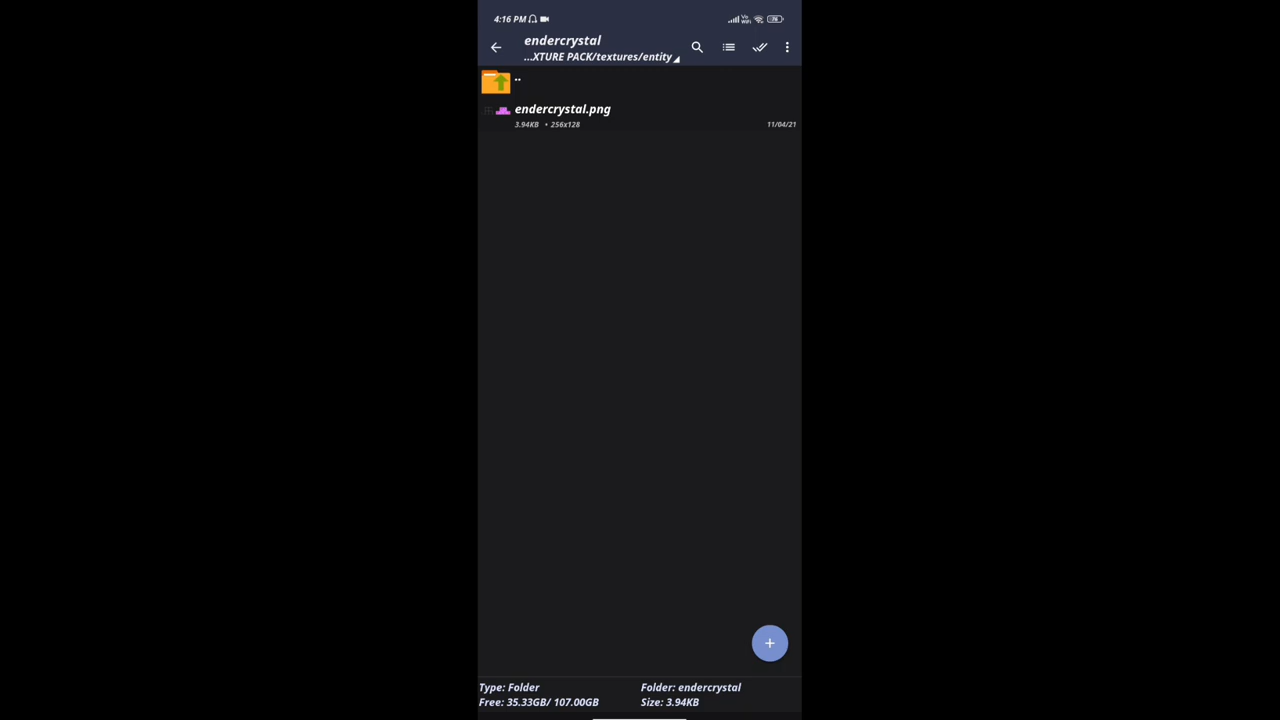 4:16 PM
endercrystal
...XTURE PACK/textures/entity
..
endercrystal.png
3.94KB • 256x128
11/04/21
Type: Folder
Folder: endercrystal
Free: 35.33GB/ 107.00GB
Size: 3.94KB